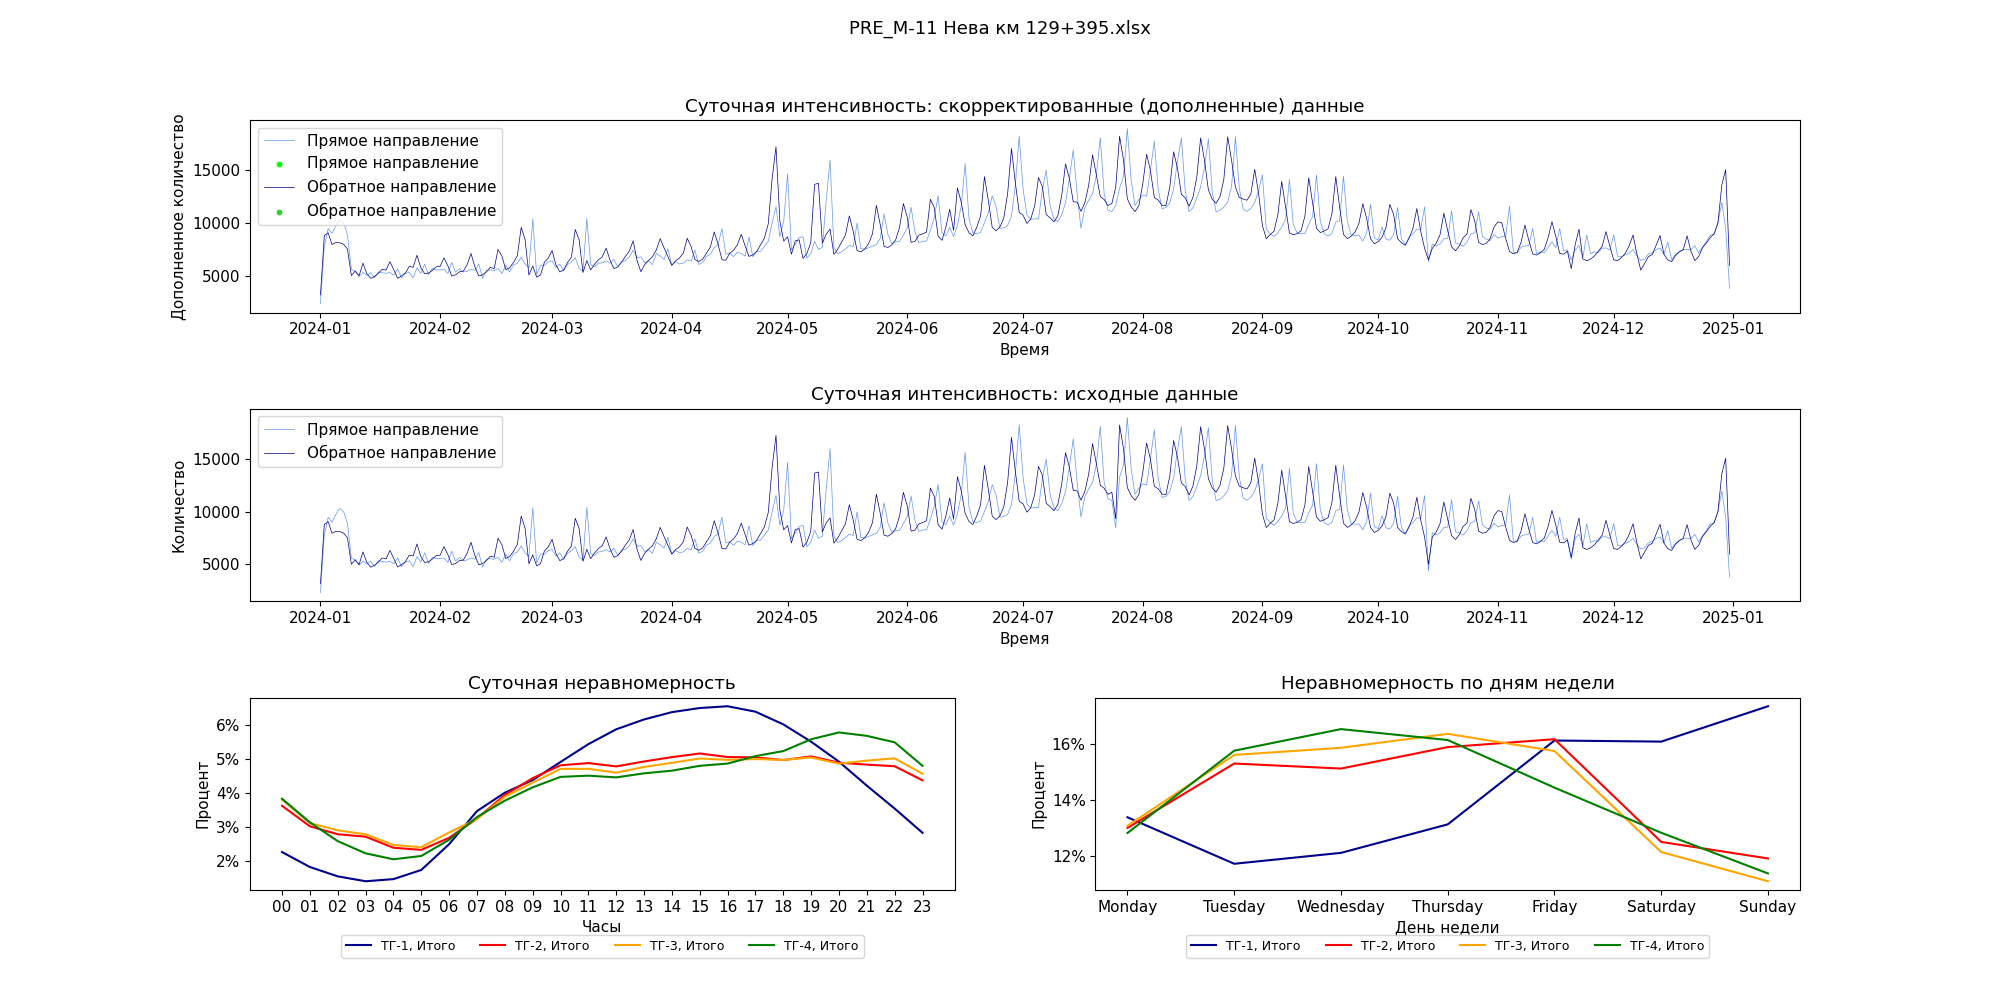 PRE_M-11 Нева км 129+395.xlsx
Суточная интенсивность: скорректированные (дополненные) данные
Дополненное количество
Прямое направление
Прямое направление
Обратное направление
Обратное направление
15000
10000
5000
2024-01 2024-02 2024-03 2024-04 2024-05 2024-06 2024-07 2024-08 2024-09 2024-10 2024-11 2024-12 2025-01
Время
Суточная интенсивность: исходные данные
Количество
Прямое направление
Обратное направление
15000
10000
5000
2024-01 2024-02 2024-03 2024-04 2024-05 2024-06 2024-07 2024-08 2024-09 2024-10 2024-11 2024-12 2025-01
Время
Суточная неравномерность
Процент
6%
5%
4%
3%
2%
00 01 02 03 04 05 06 07 08 09 10 11 12 13 14 15 16 17 18 19 20 21 22 23
Часы
ТГ-1, Итого ТГ-2, Итого ТГ-3, Итого ТГ-4, Итого
Неравномерность по дням недели
Процент
16%
14%
12%
Monday Tuesday Wednesday Thursday Friday Saturday Sunday
День недели
ТГ-1, Итого ТГ-2, Итого ТГ-3, Итого ТГ-4, Итого